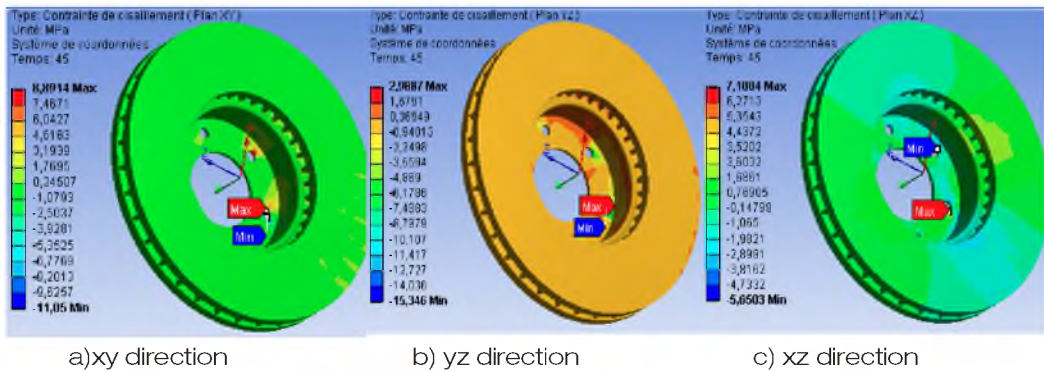 Type: Contrainte de cisaillement ( Plan XY)
Unité: MPa
Système de coordonnées
Temps: 45
8,8914 Max
7,4671
6,0427
4,6183
3,1939
1,7695
0,34507
-1,0793
-2,5037
-3,9281
-5,3525
-6,7769
-8,2013
-9,6257
-11,05 Min
Max
Min
a)xy direction
Type: Contrainte de cisaillement ( Plan YZ)
Unité: MPa
Système de coordonnées
Temps: 45
2,9887 Max
1,6791
0,36949
-0,94013
-2,2498
-3,5594
-4,869
-6,1786
-7,4883
-8,7979
-10,107
-11,417
-12,727
-14,036
-15,346 Min
Max
Min
b) yz direction
Type: Contrainte de cisaillement ( Plan XZ)
Unité: MPa
Système de coordonnées
Temps: 45
7,1884 Max
6,2713
5,3543
4,4372
3,5202
2,6032
1,6861
0,76905
-0,14799
-1,065
-1,9821
-2,8991
-3,8162
-4,7332
-5,6503 Min
Min
Max
c) xz direction